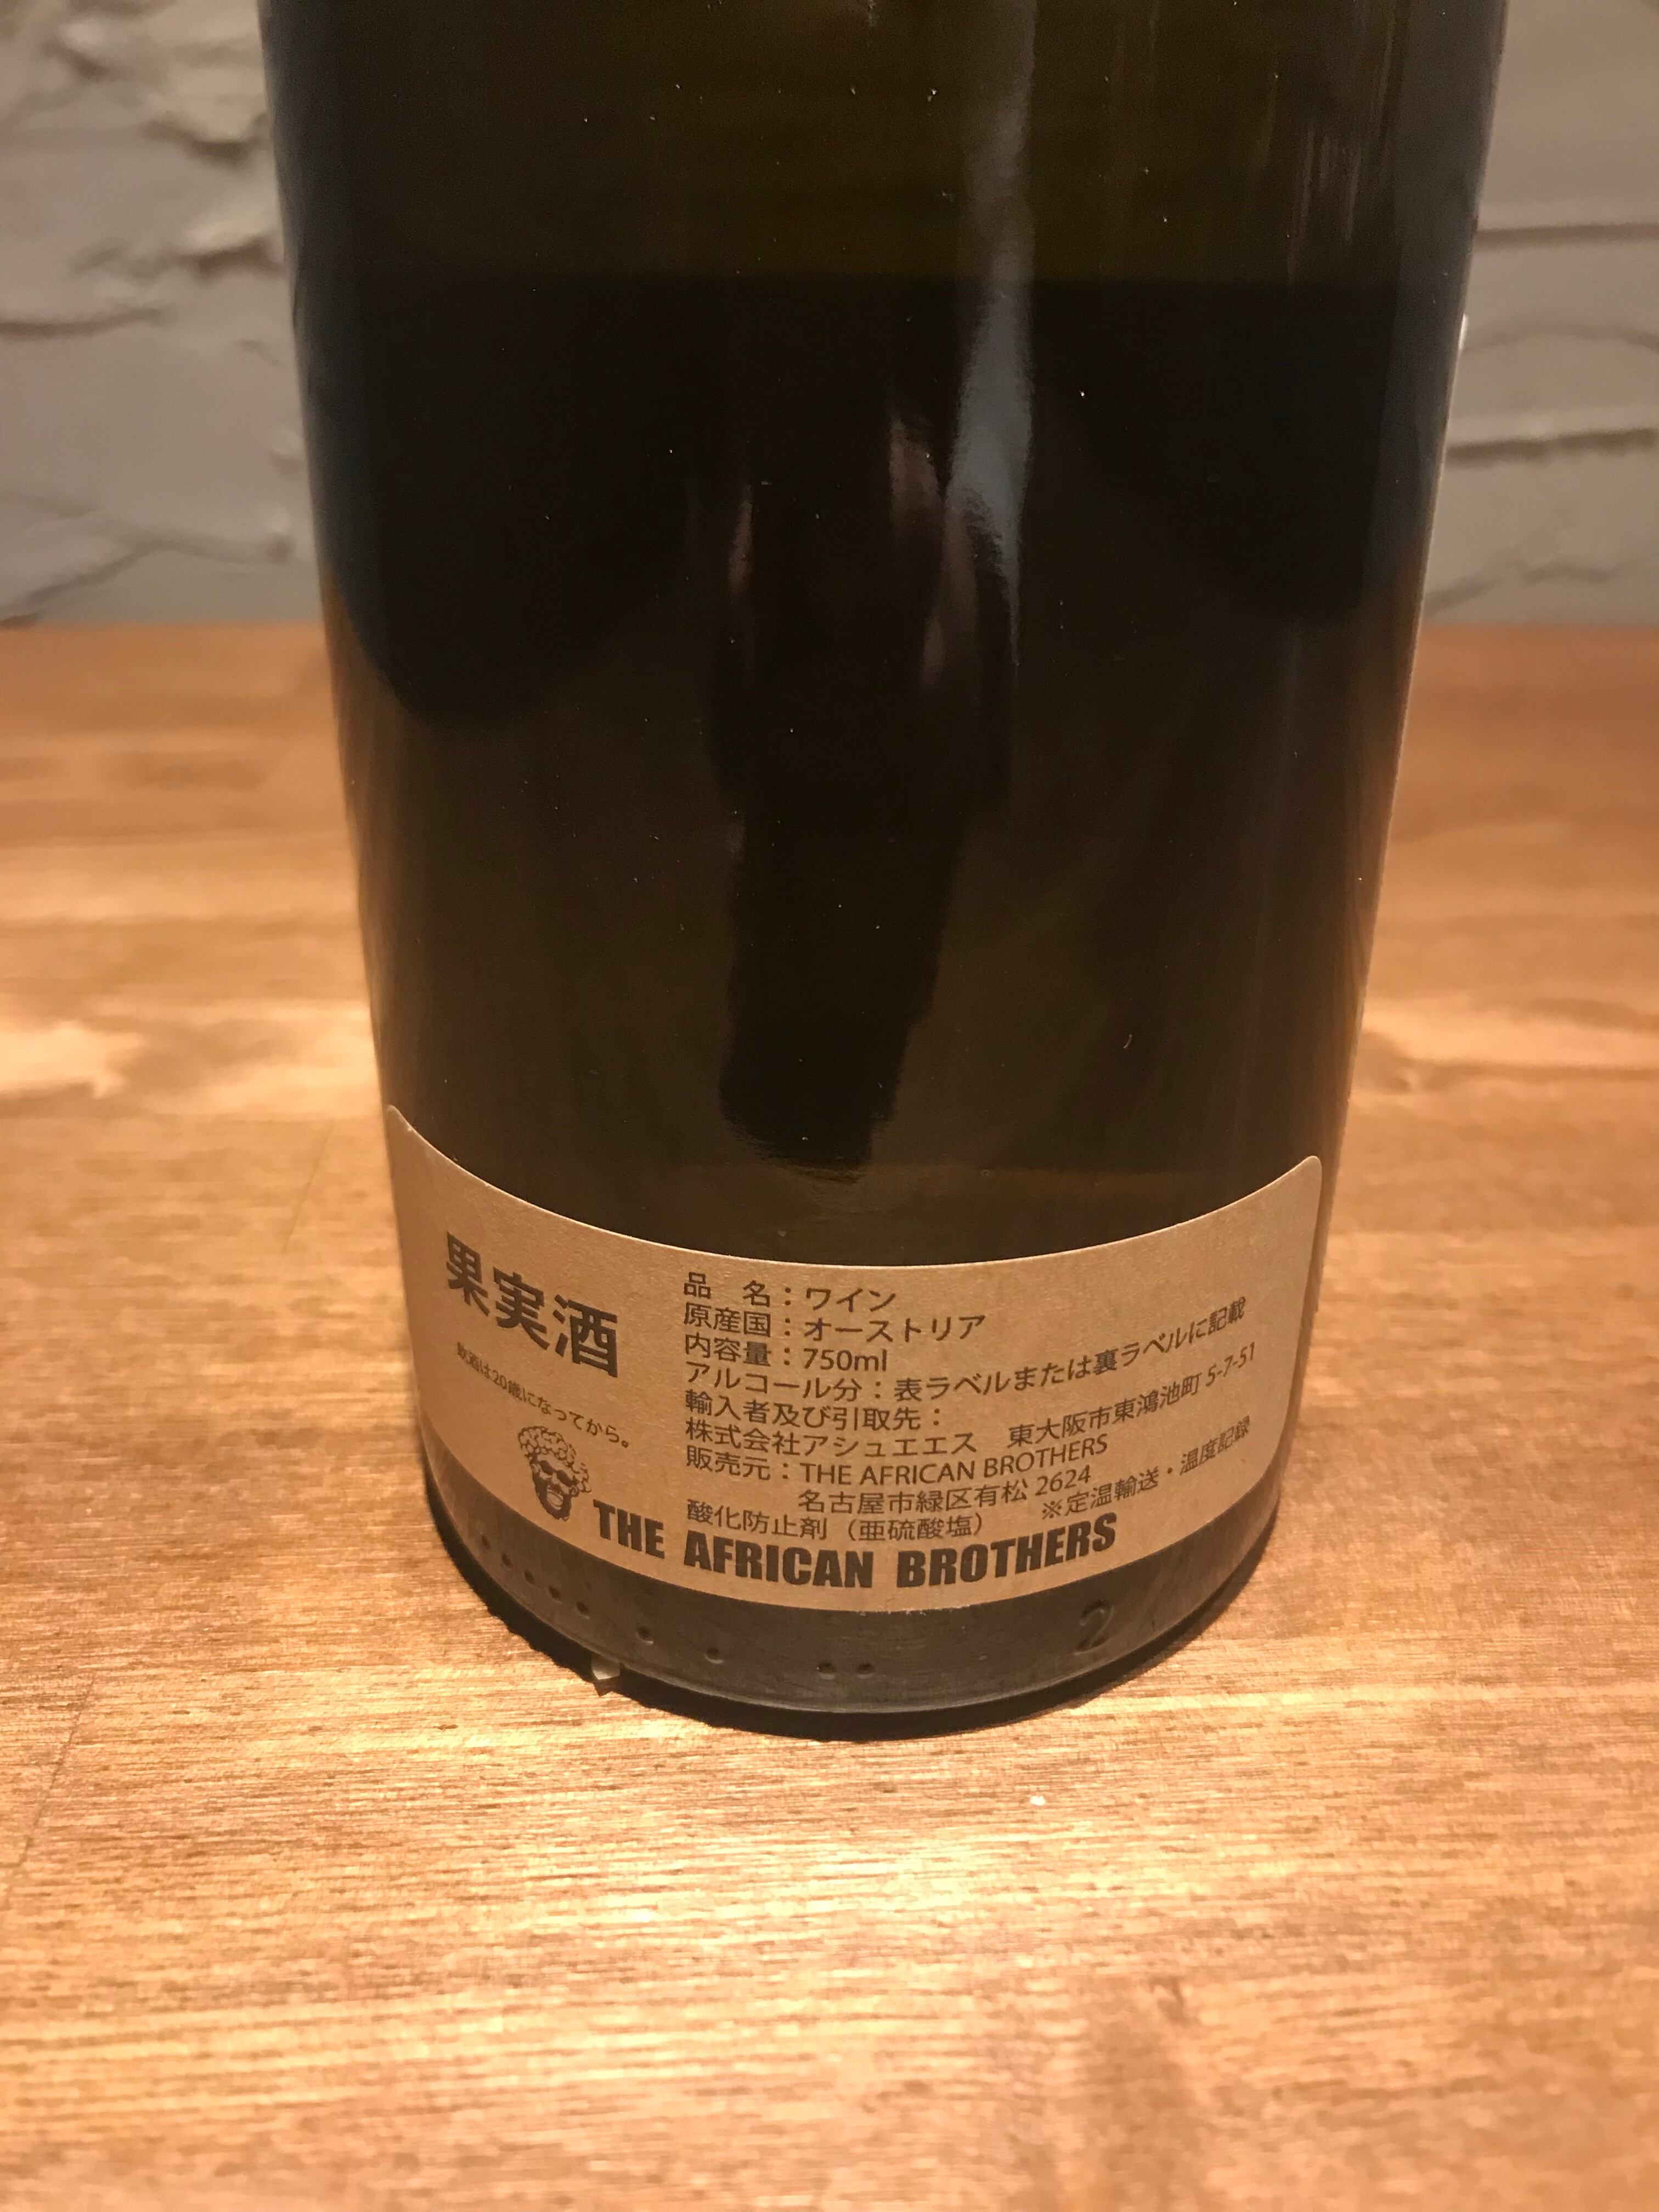 果実酒
飲酒は20歳になってから。
品　名：ワイン
原産国：オーストリア
内容量：750ml
アルコール分：表ラベルまたは裏ラベルに記載
輸入者及び引取先：
株式会社アシュエエス　東大阪市東鴻池町 5-7-51
販売元：THE AFRICAN BROTHERS
名古屋市緑区有松 2624
酸化防止剤（亜硫酸塩）　※定温輸送・温度記録
THE AFRICAN BROTHERS
2